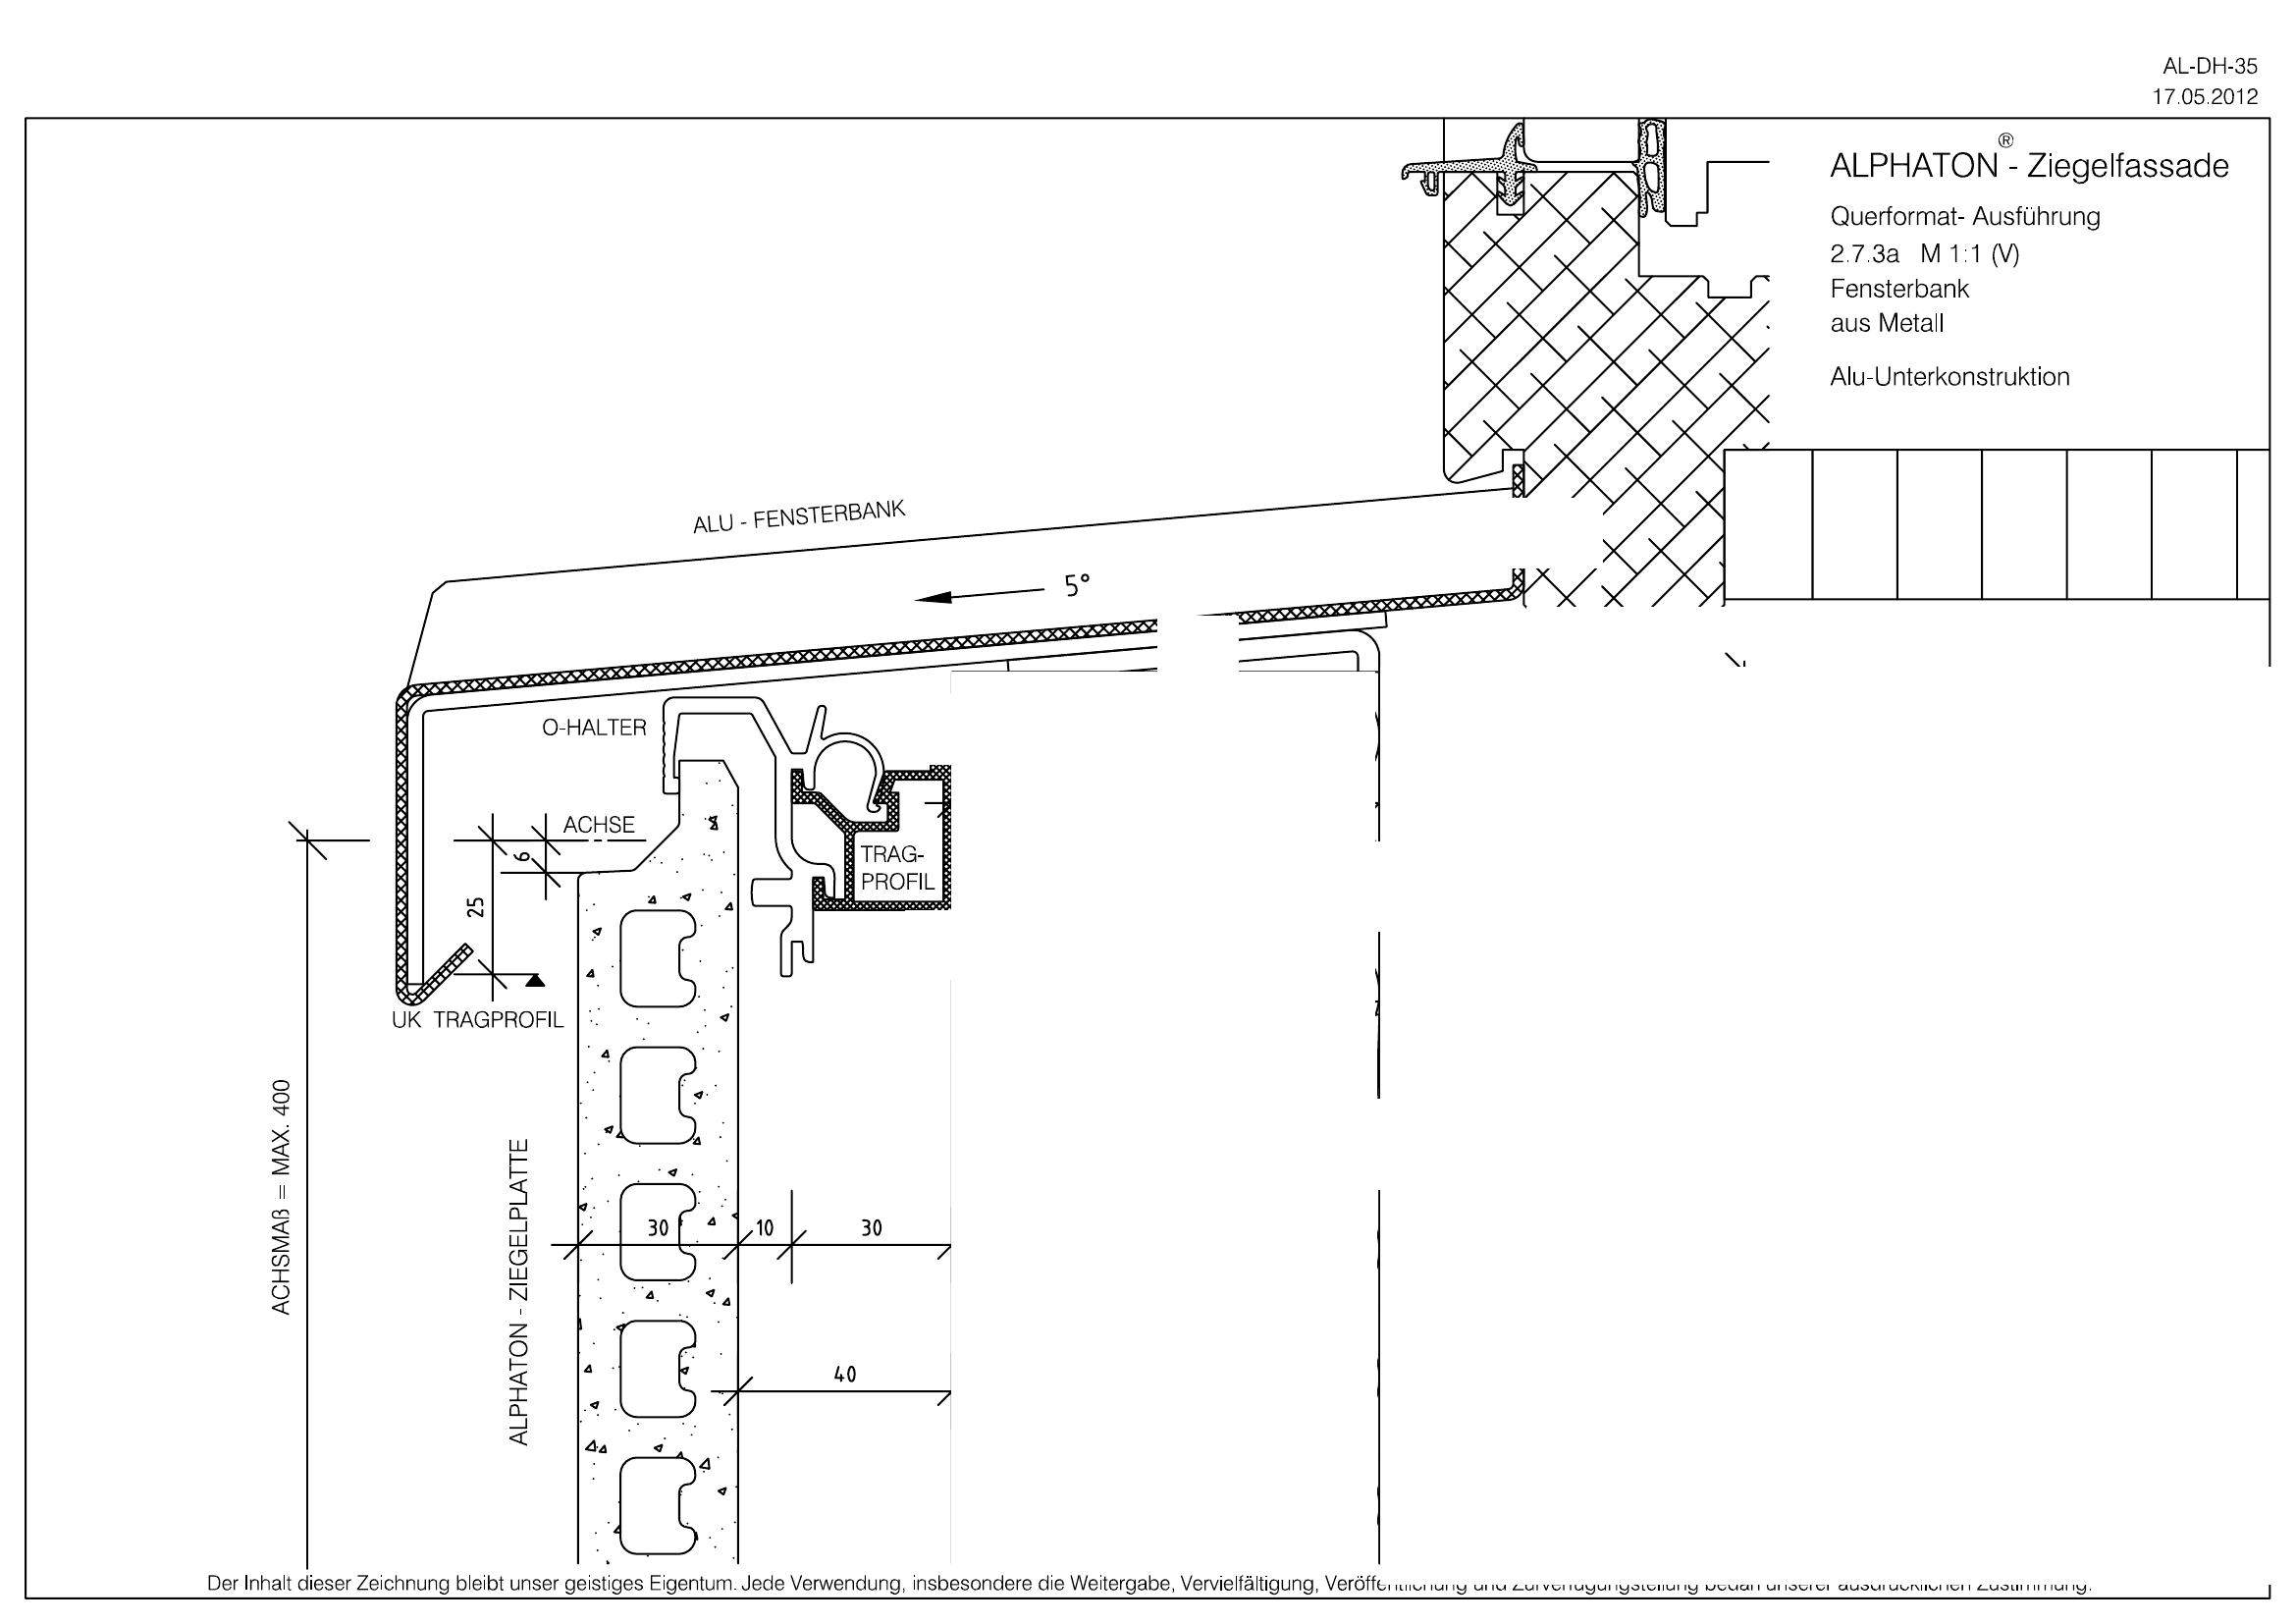 AL-DH-35
17.05.2012
ALPHATON® - Ziegelfassade
Querformat- Ausführung
2.7.3a M 1:1 (V)
Fensterbank
aus Metall
Alu-Unterkonstruktion
ALU - FENSTERBANK
5°
O-HALTER
ACHSE
6
25
TRAG-
PROFIL
UK TRAGPROFIL
ACHSMAß = MAX. 400
ALPHATON - ZIEGELPLATTE
30 10 30
40
Der Inhalt dieser Zeichnung bleibt unser geistiges Eigentum. Jede Verwendung, insbesondere die Weitergabe, Vervielfältigung, Veröffentlichung und Zurverfügungstellung bedarf unserer ausdrücklichen Zustimmung.